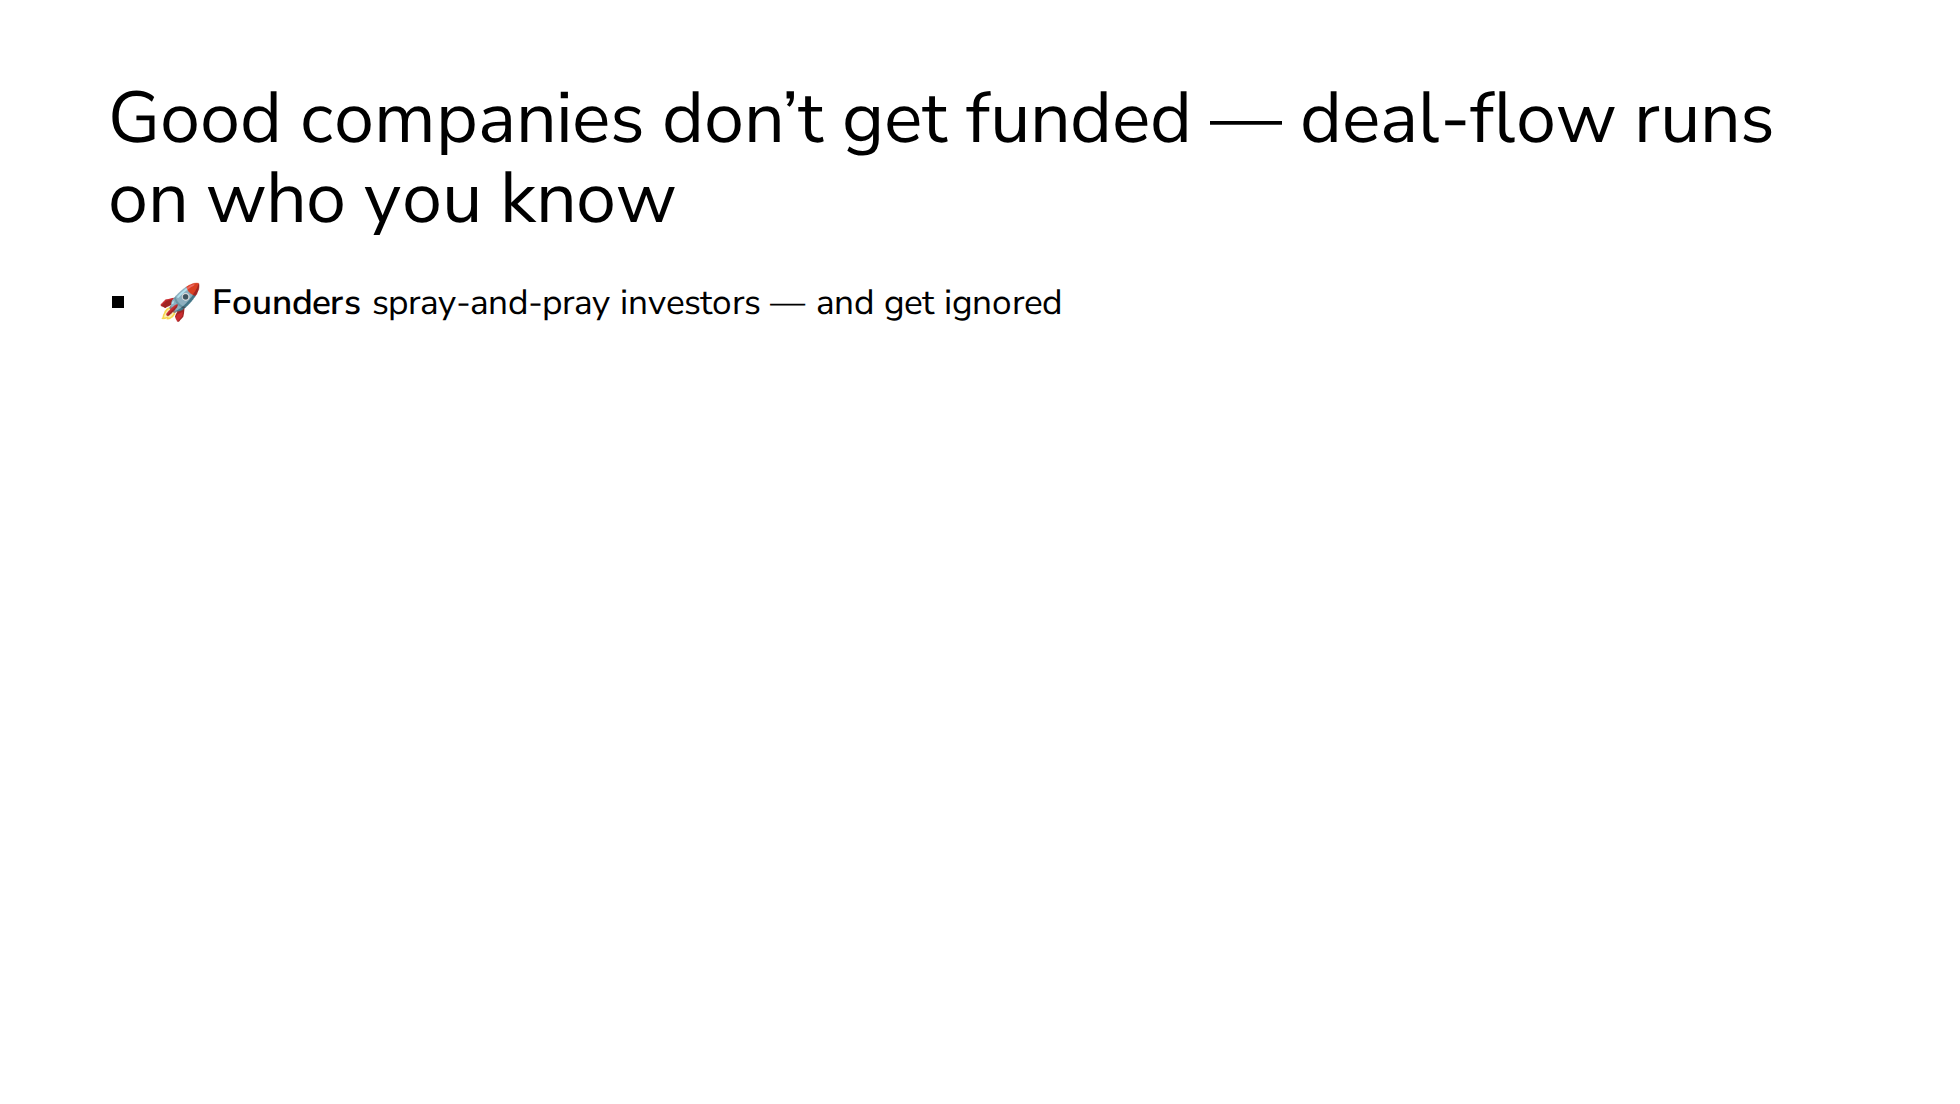 Good companies don’t get funded — deal-flow runs
on who you know
▪ 🚀 Founders spray-and-pray investors — and get ignored